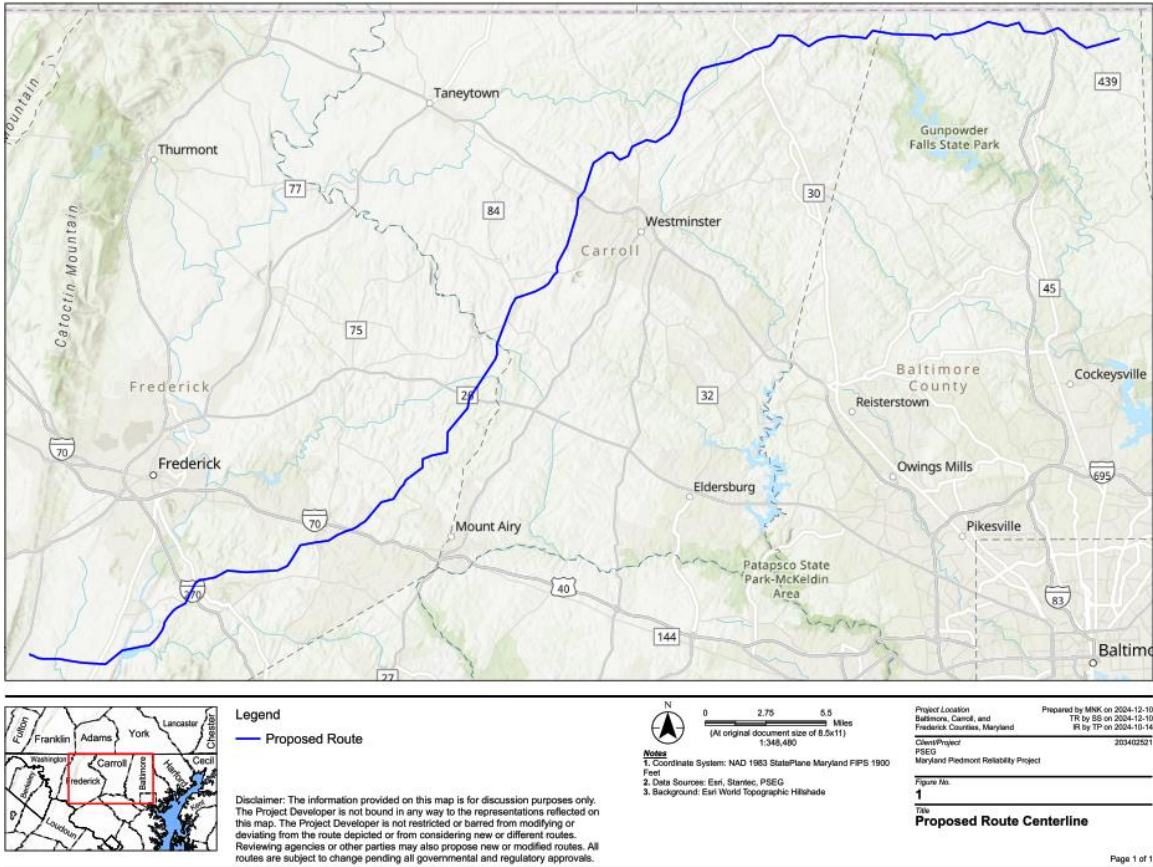 439
Taneytown
Gunpowder
Falls State Park
Thurmont
77
84
30
Westminster
Carroll
Catoctin Mountain
45
75
Frederick
Baltimore
County
Cockeysville
26
32
Reisterstown
70
Frederick
Owings Mills
695
Eldersburg
70
Mount Airy
Pikesville
Patapsco State
Park-McKeldin
Area
270
40
83
144
27
Legend
Proposed Route
Disclaimer: The information provided on this map is for discussion purposes only.
The Project Developer is not bound in any way to the representations reflected on
this map. The Project Developer is not restricted or barred from modifying or
deviating from the route depicted or from considering new or different routes.
Reviewing agencies or other parties may also propose new or modified routes. All
routes are subject to change pending all governmental and regulatory approvals.
Fulton
Franklin
Adams
York
Lancaster
Chester
Washington
Carroll
Baltimore
Harford
Cecil
Frederick
Berkeley
Kent
Loudoun
N
0 2.75 5.5
Miles
(At original document size of 8.5x11)
1:348,480
Notes
1. Coordinate System: NAD 1983 StatePlane Maryland FIPS 1900
Feet
2. Data Sources: Esri, Stantec, PSEG
3. Background: Esri World Topographic Hillshade
Project Location
Baltimore, Carroll, and
Frederick Counties, Maryland
Prepared by MNK on 2024-12-10
TR by SS on 2024-12-10
IR by TP on 2024-10-14
Client/Project
203402521
PSEG
Maryland Piedmont Reliability Project
Figure No.
1
Title
Proposed Route Centerline
Page 1 of 1